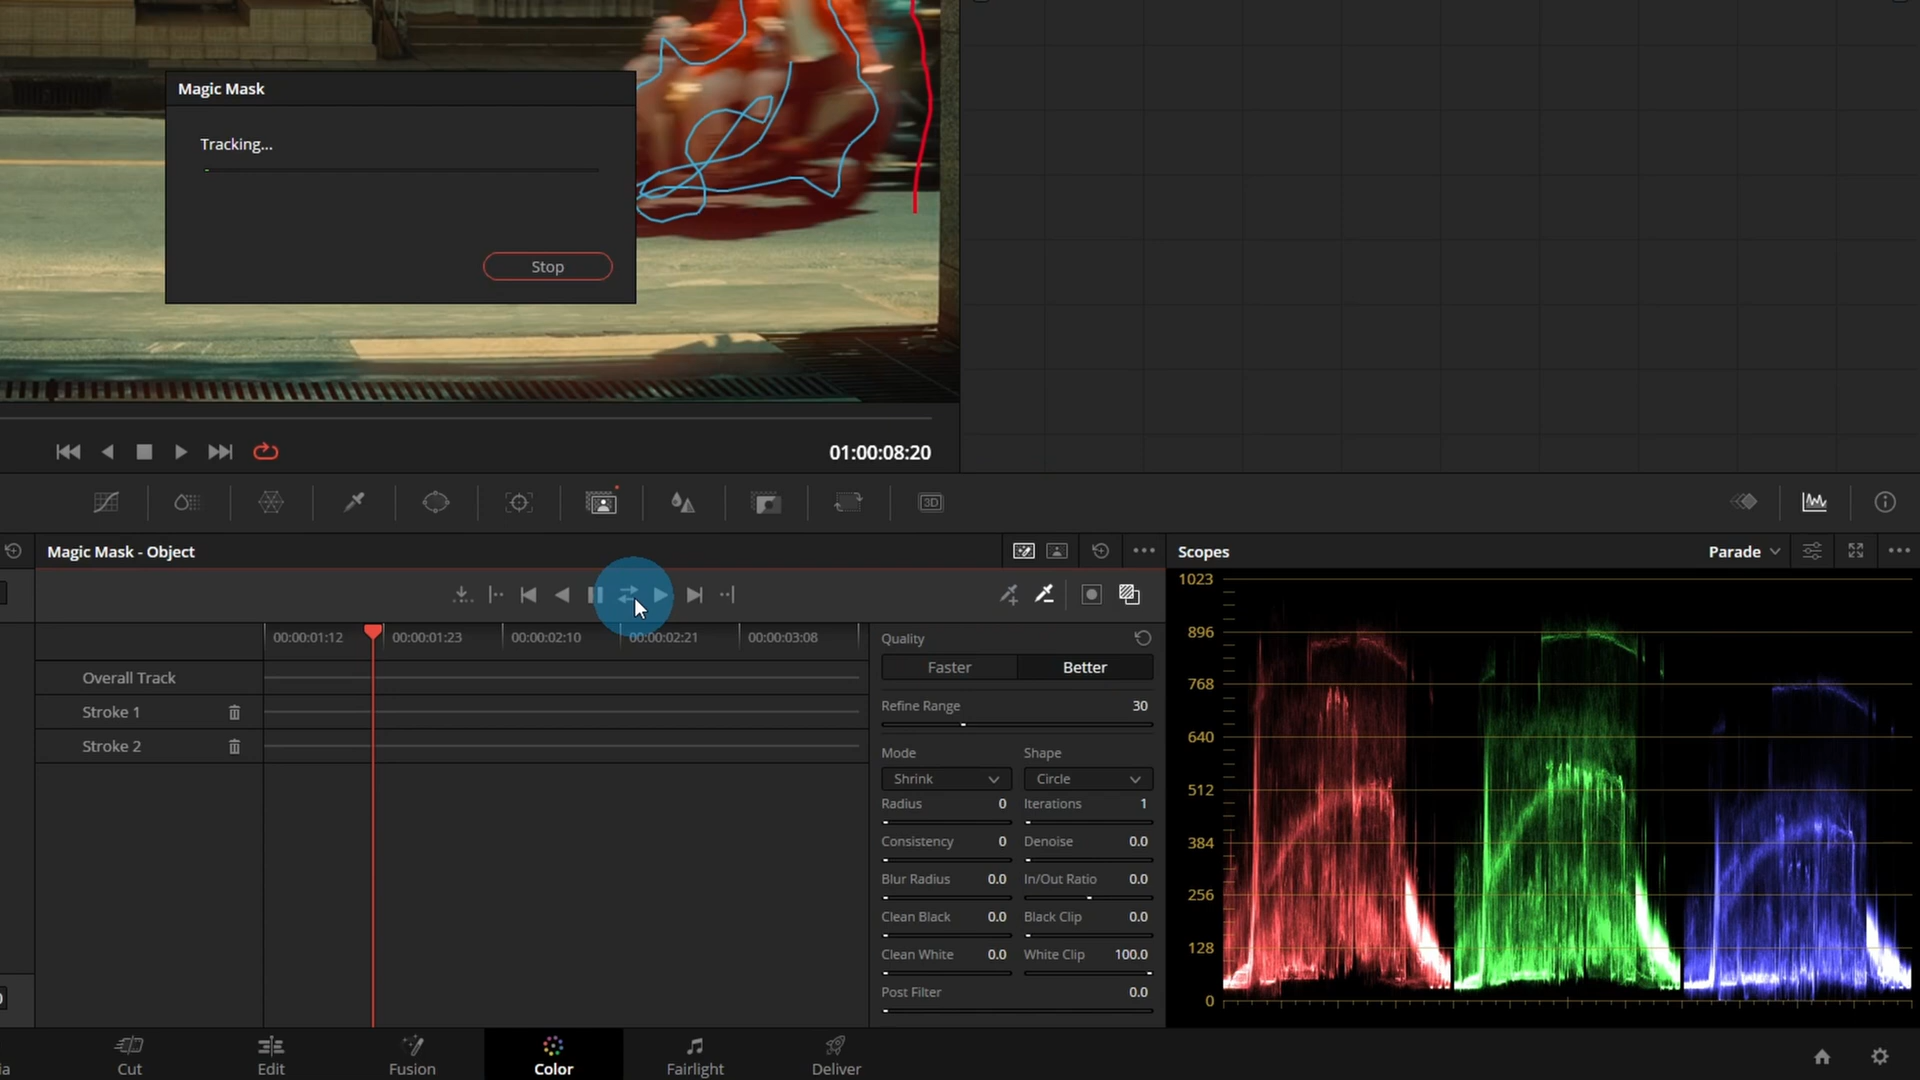 Magic Mask
Tracking...
Stop
01:00:08:20
3D
Magic Mask - Object
Scopes
Parade
00:00:01:12
00:00:01:23
00:00:02:10
00:00:02:21
00:00:03:08
Overall Track
Stroke 1
Stroke 2
Quality
Faster
Better
Refine Range
30
Mode
Shape
Shrink
Circle
Radius
0
Iterations
1
Consistency
0
Denoise
0.0
Blur Radius
0.0
In/Out Ratio
0.0
Clean Black
0.0
Black Clip
0.0
Clean White
0.0
White Clip
100.0
Post Filter
0.0
1023
896
768
640
512
384
256
128
0
ia
Cut
Edit
Fusion
Color
Fairlight
Deliver